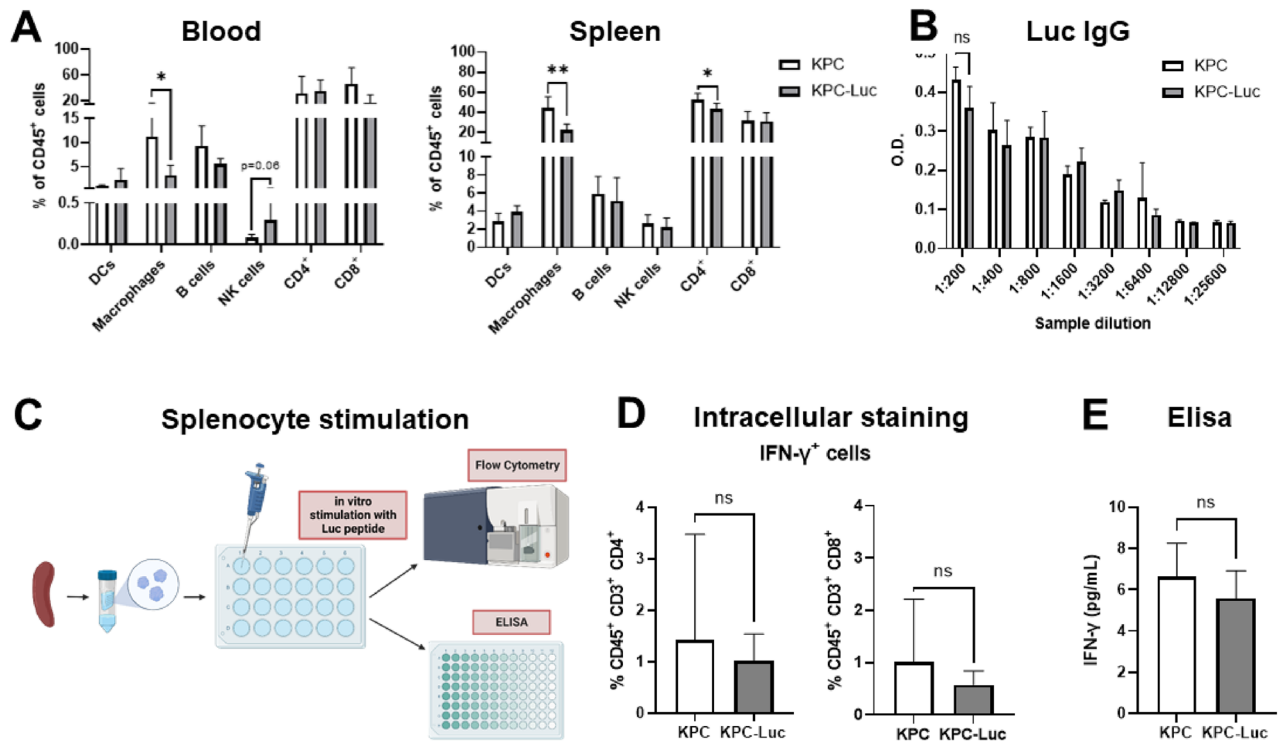 A
Blood
% of CD45⁺ cells
100
70
40
20
15
10
5
0.5
0.0
*
p=0.06
DCs
Macrophages
B cells
NK cells
CD4⁺
CD8⁺
Spleen
% of CD45⁺ cells
100
80
60
40
20
8
6
4
2
0
**
*
DCs
Macrophages
B cells
NK cells
CD4⁺
CD8⁺
KPC
KPC-Luc
B
Luc IgG
ns
O.D.
0.4
0.3
0.2
0.1
0.0
KPC
KPC-Luc
1:200
1:400
1:800
1:1600
1:3200
1:6400
1:12800
1:25600
Sample dilution
C
Splenocyte stimulation
in vitro
stimulation with
Luc peptide
Flow Cytometry
ELISA
D
Intracellular staining
IFN-γ⁺ cells
% CD45⁺ CD3⁺ CD4⁺
4
3
2
1
0
ns
KPC
KPC-Luc
% CD45⁺ CD3⁺ CD8⁺
4
3
2
1
0
ns
KPC
KPC-Luc
E
Elisa
IFN-γ (pg/mL)
10
8
6
4
2
0
ns
KPC
KPC-Luc